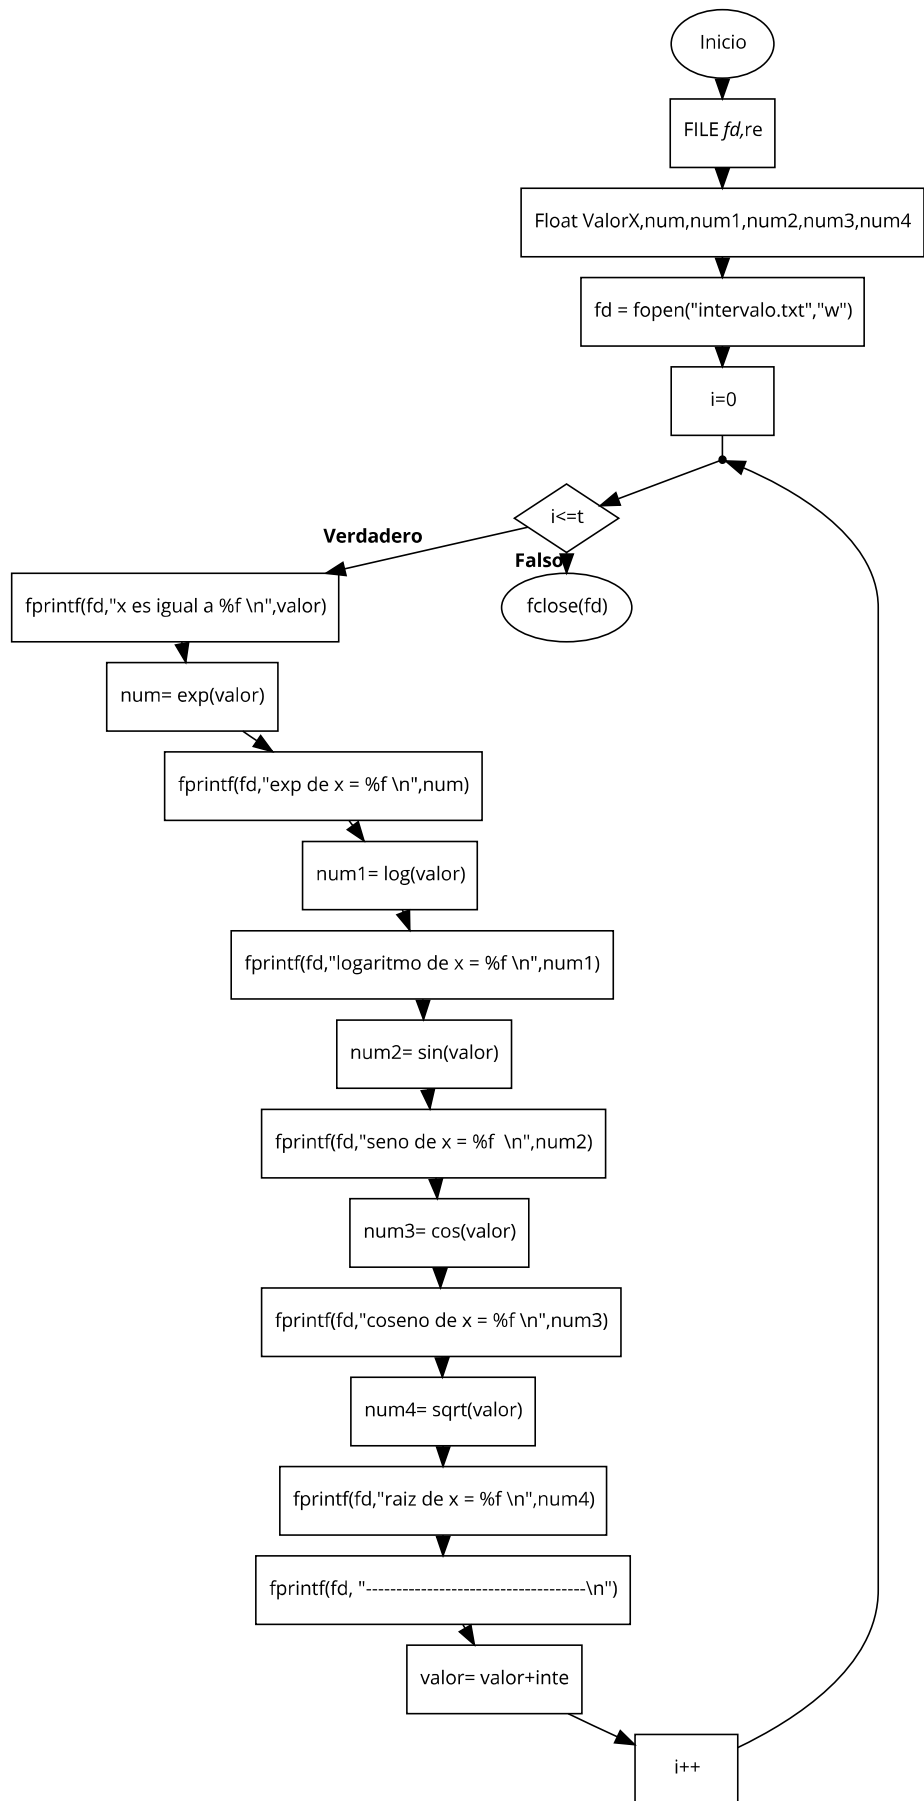 Inicio
FILE fd,re
Float ValorX,num,num1,num2,num3,num4
fd = fopen("intervalo.txt","w")
i=0
i<=t
Verdadero
Falso
fprintf(fd,"x es igual a %f \n",valor)
fclose(fd)
num= exp(valor)
fprintf(fd,"exp de x = %f \n",num)
num1= log(valor)
fprintf(fd,"logaritmo de x = %f \n",num1)
num2= sin(valor)
fprintf(fd,"seno de x = %f  \n",num2)
num3= cos(valor)
fprintf(fd,"coseno de x = %f \n",num3)
num4= sqrt(valor)
fprintf(fd,"raiz de x = %f \n",num4)
fprintf(fd, "------------------------------------\n")
valor= valor+inte
i++